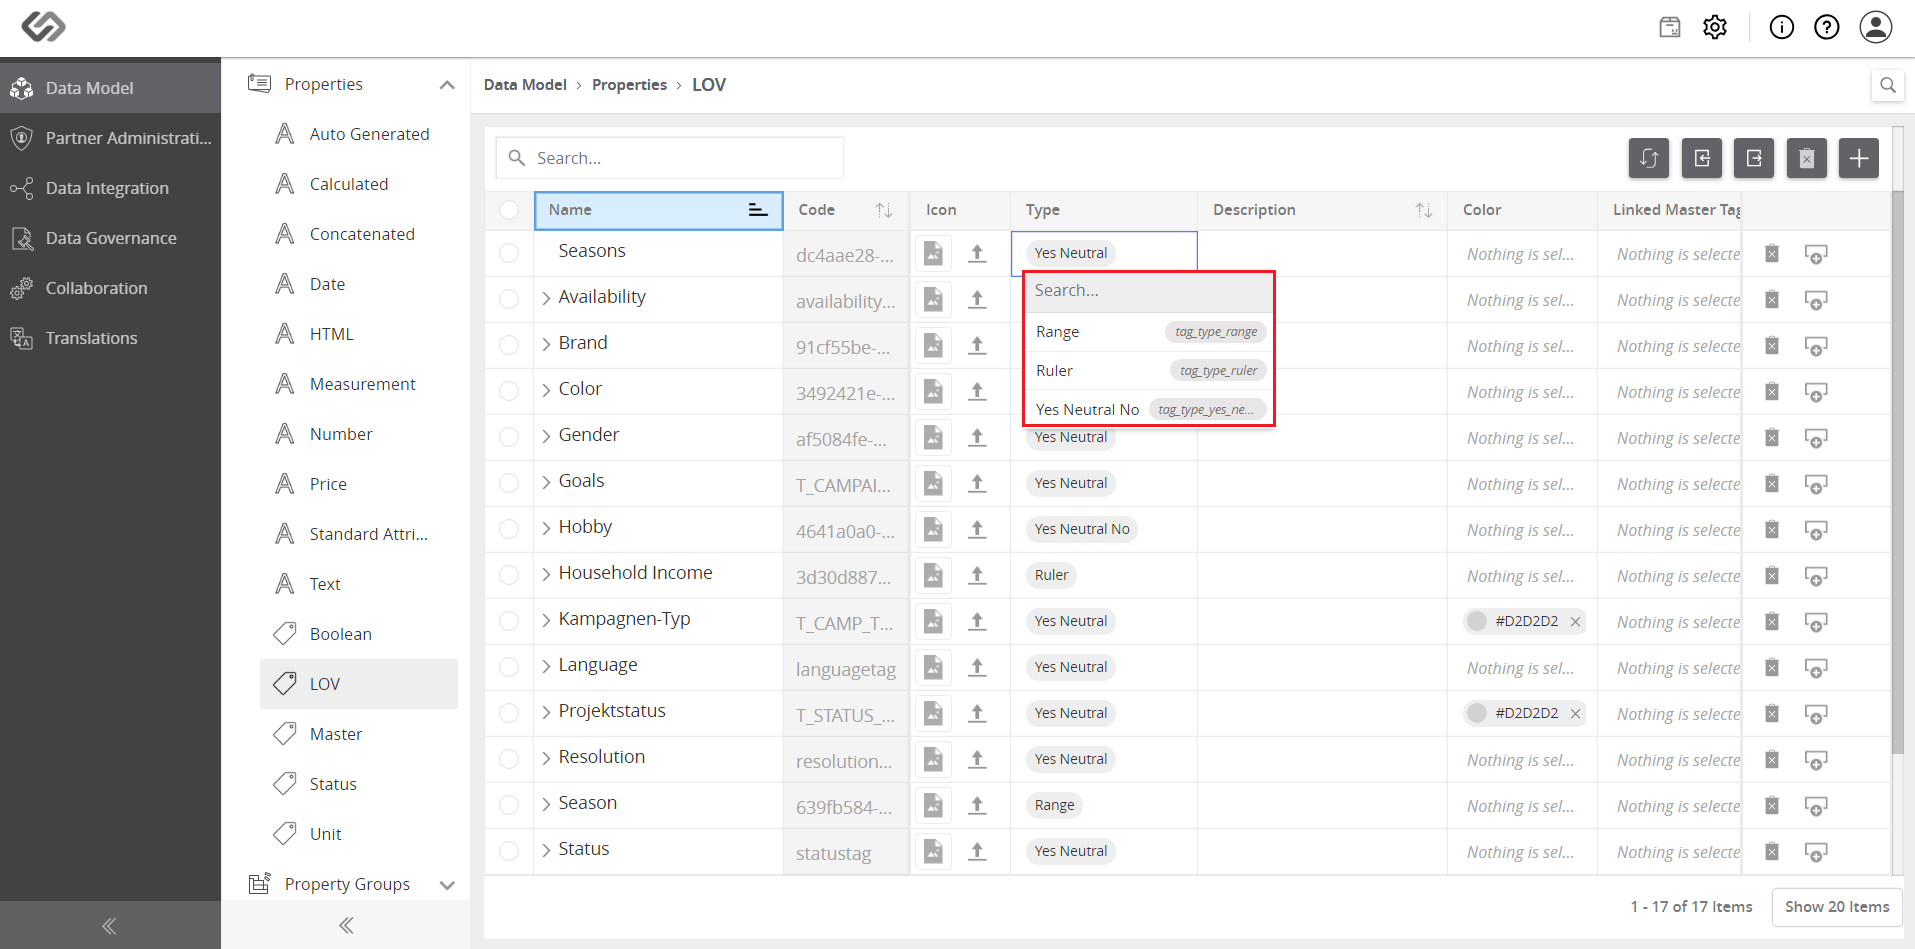 Data Model
Partner Administrati...
Data Integration
Data Governance
Collaboration
Translations
Properties
Auto Generated
Calculated
Concatenated
Date
HTML
Measurement
Number
Price
Standard Attri...
Text
Boolean
LOV
Master
Status
Unit
Property Groups
Data Model › Properties › LOV
Search...
Name Code Icon Type Description Color Linked Master Tag
Seasons dc4aae28-... Yes Neutral Nothing is sel... Nothing is selecte
Availability availability... Nothing is sel... Nothing is selecte
Brand 91cf55be-... Nothing is sel... Nothing is selecte
Color 3492421e-... Nothing is sel... Nothing is selecte
Gender af5084fe-... Yes Neutral Nothing is sel... Nothing is selecte
Goals T_CAMPAI... Yes Neutral Nothing is sel... Nothing is selecte
Hobby 4641a0a0-... Yes Neutral No Nothing is sel... Nothing is selecte
Household Income 3d30d887... Ruler Nothing is sel... Nothing is selecte
Kampagnen-Typ T_CAMP_T... Yes Neutral #D2D2D2 Nothing is selecte
Language languagetag Yes Neutral Nothing is sel... Nothing is selecte
Projektstatus T_STATUS_... Yes Neutral #D2D2D2 Nothing is selecte
Resolution resolution... Yes Neutral Nothing is sel... Nothing is selecte
Season 639fb584-... Range Nothing is sel... Nothing is selecte
Status statustag Yes Neutral Nothing is sel... Nothing is selecte
Search...
Range tag_type_range
Ruler tag_type_ruler
Yes Neutral No tag_type_yes_ne...
1 - 17 of 17 Items Show 20 Items